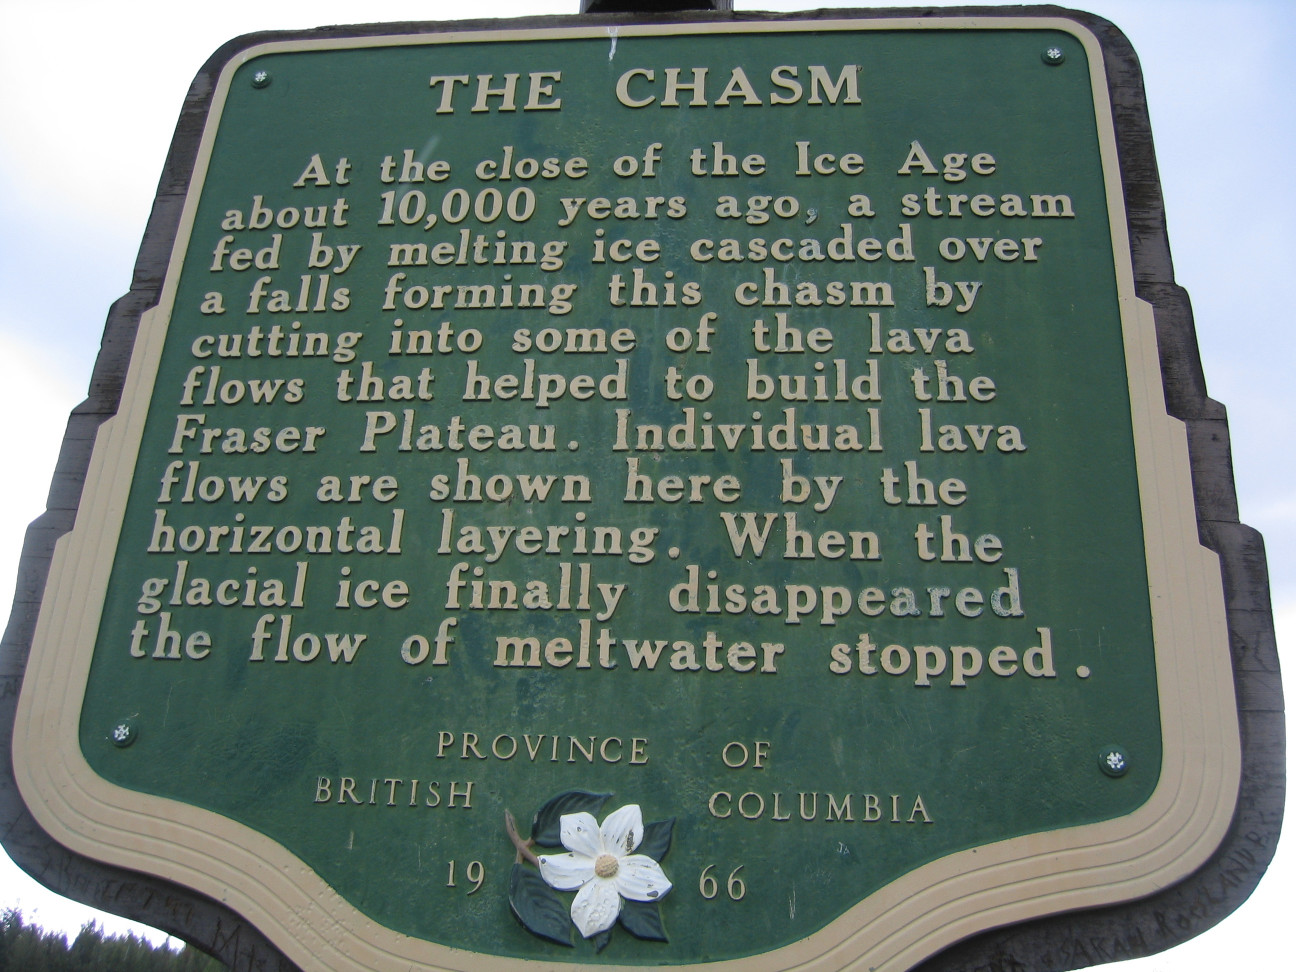 THE CHASM
At the close of the Ice Age
about 10,000 years ago, a stream
fed by melting ice cascaded over
a falls forming this chasm by
cutting into some of the lava
flows that helped to build the
Fraser Plateau. Individual lava
flows are shown here by the
horizontal layering. When the
glacial ice finally disappeared
the flow of meltwater stopped.
PROVINCE OF
BRITISH COLUMBIA
19 66
SARAH